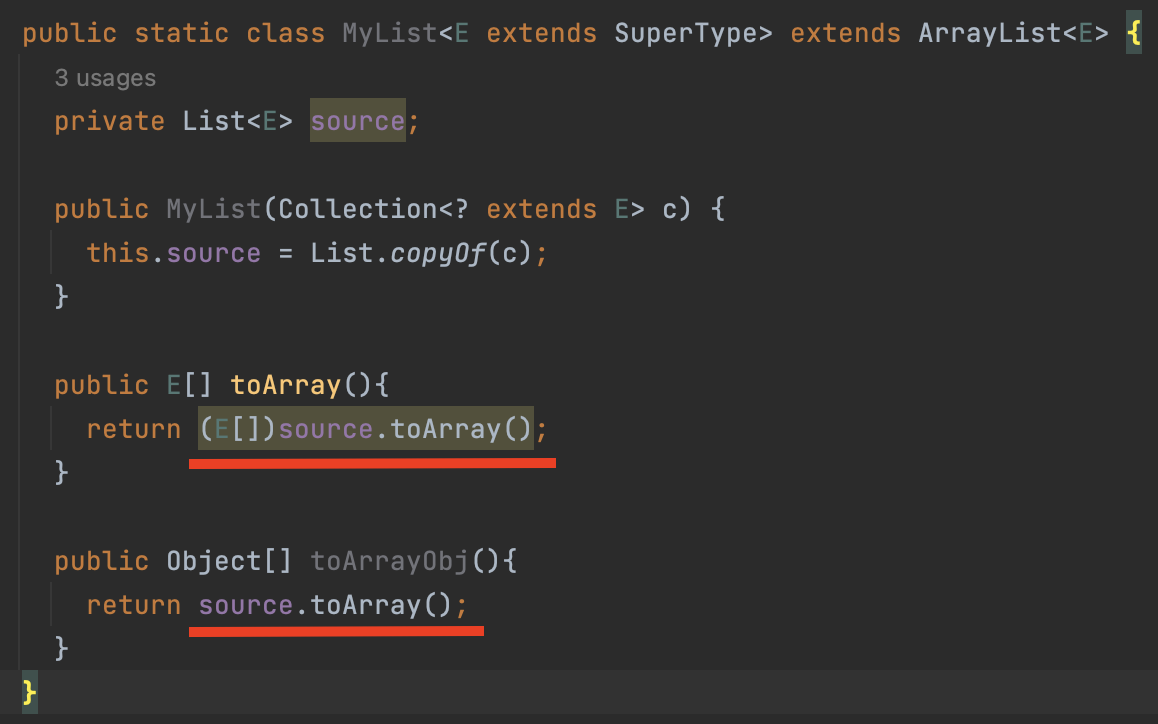 public static class MyList<E extends SuperType> extends ArrayList<E> {
3 usages
private List<E> source;
public MyList(Collection<? extends E> c) {
this.source = List.copyOf(c);
}
public E[] toArray(){
return (E[])source.toArray();
}
public Object[] toArrayObj(){
return source.toArray();
}
}